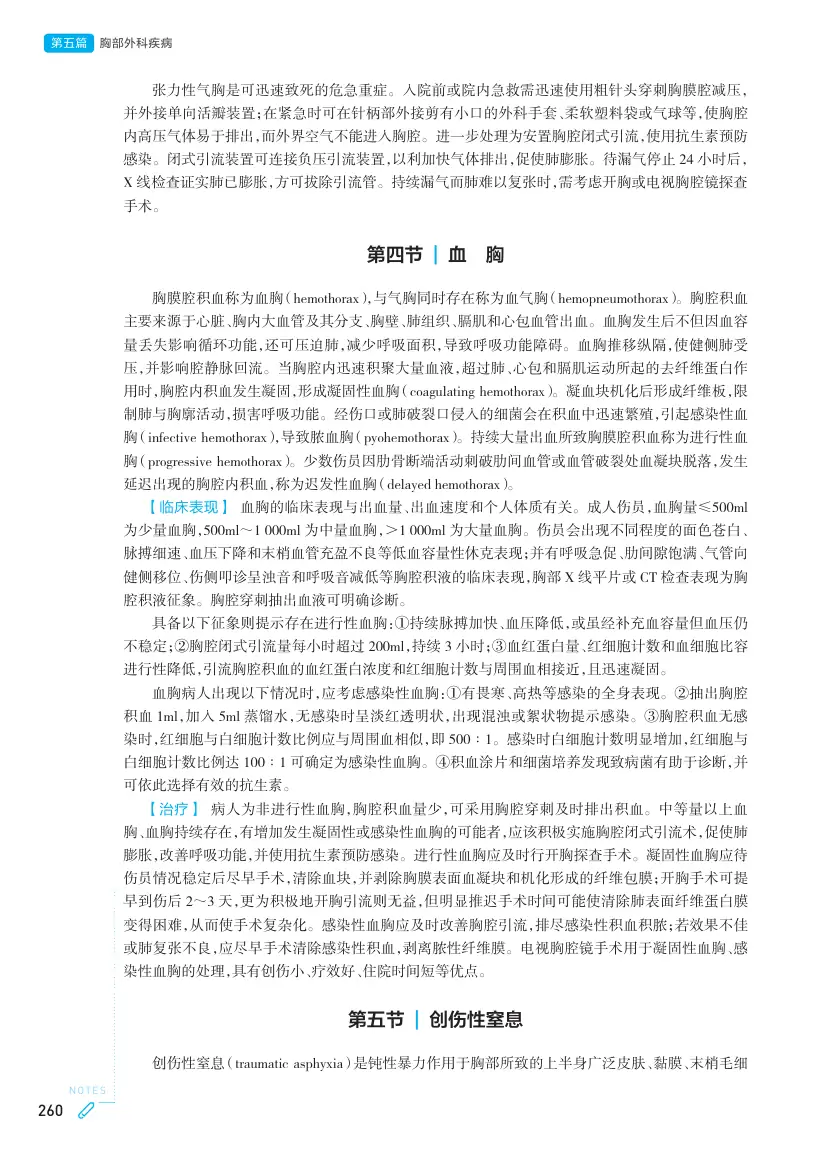 第五篇 胸部外科疾病
张力性气胸是可迅速致死的危急重症。入院前或院内急救需迅速使用粗针头穿刺胸膜腔减压，
并外接单向活瓣装置；在紧急时可在针柄部外接剪有小口的外科手套、柔软塑料袋或气球等，使胸腔
内高压气体易于排出，而外界空气不能进入胸腔。进一步处理为安置胸腔闭式引流，使用抗生素预防
感染。闭式引流装置可连接负压引流装置，以利加快气体排出，促使肺膨胀。待漏气停止 24 小时后，
X 线检查证实肺已膨胀，方可拔除引流管。持续漏气而肺难以复张时，需考虑开胸或电视胸腔镜探查
手术。
第四节 | 血　胸
胸膜腔积血称为血胸（hemothorax），与气胸同时存在称为血气胸（hemopneumothorax）。胸腔积血
主要来源于心脏、胸内大血管及其分支、胸壁、肺组织、膈肌和心包血管出血。血胸发生后不但因血容
量丢失影响循环功能，还可压迫肺，减少呼吸面积，导致呼吸功能障碍。血胸推移纵隔，使健侧肺受
压，并影响腔静脉回流。当胸腔内迅速积聚大量血液，超过肺、心包和膈肌运动所起的去纤维蛋白作
用时，胸腔内积血发生凝固，形成凝固性血胸（coagulating hemothorax）。凝血块机化后形成纤维板，限
制肺与胸廓活动，损害呼吸功能。经伤口或肺破裂口侵入的细菌会在积血中迅速繁殖，引起感染性血
胸（infective hemothorax），导致脓血胸（pyohemothorax）。持续大量出血所致胸膜腔积血称为进行性血
胸（progressive hemothorax）。少数伤员因肋骨断端活动刺破肋间血管或血管破裂处血凝块脱落，发生
延迟出现的胸腔内积血，称为迟发性血胸（delayed hemothorax）。
【临床表现】 血胸的临床表现与出血量、出血速度和个人体质有关。成人伤员，血胸量≤500ml
为少量血胸，500ml～1 000ml 为中量血胸，＞1 000ml 为大量血胸。伤员会出现不同程度的面色苍白、
脉搏细速、血压下降和末梢血管充盈不良等低血容量性休克表现；并有呼吸急促、肋间隙饱满、气管向
健侧移位、伤侧叩诊呈浊音和呼吸音减低等胸腔积液的临床表现，胸部 X 线平片或 CT 检查表现为胸
腔积液征象。胸腔穿刺抽出血液可明确诊断。
具备以下征象则提示存在进行性血胸：①持续脉搏加快、血压降低，或虽经补充血容量但血压仍
不稳定；②胸腔闭式引流量每小时超过 200ml，持续 3 小时；③血红蛋白量、红细胞计数和血细胞比容
进行性降低，引流胸腔积血的血红蛋白浓度和红细胞计数与周围血相接近，且迅速凝固。
血胸病人出现以下情况时，应考虑感染性血胸：①有畏寒、高热等感染的全身表现。②抽出胸腔
积血 1ml，加入 5ml 蒸馏水，无感染时呈淡红透明状，出现混浊或絮状物提示感染。③胸腔积血无感
染时，红细胞与白细胞计数比例应与周围血相似，即 500∶1。感染时白细胞计数明显增加，红细胞与
白细胞计数比例达 100∶1 可确定为感染性血胸。④积血涂片和细菌培养发现致病菌有助于诊断，并
可依此选择有效的抗生素。
【治疗】 病人为非进行性血胸，胸腔积血量少，可采用胸腔穿刺及时排出积血。中等量以上血
胸、血胸持续存在，有增加发生凝固性或感染性血胸的可能者，应该积极实施胸腔闭式引流术，促使肺
膨胀，改善呼吸功能，并使用抗生素预防感染。进行性血胸应及时行开胸探查手术。凝固性血胸应待
伤员情况稳定后尽早手术，清除血块，并剥除胸膜表面血凝块和机化形成的纤维包膜；开胸手术可提
早到伤后 2～3 天，更为积极地开胸引流则无益，但明显推迟手术时间可能使清除肺表面纤维蛋白膜
变得困难，从而使手术复杂化。感染性血胸应及时改善胸腔引流，排尽感染性积血积脓；若效果不佳
或肺复张不良，应尽早手术清除感染性积血，剥离脓性纤维膜。电视胸腔镜手术用于凝固性血胸、感
染性血胸的处理，具有创伤小、疗效好、住院时间短等优点。
第五节 | 创伤性窒息
创伤性窒息（traumatic asphyxia）是钝性暴力作用于胸部所致的上半身广泛皮肤、黏膜、末梢毛细
NOTES
260